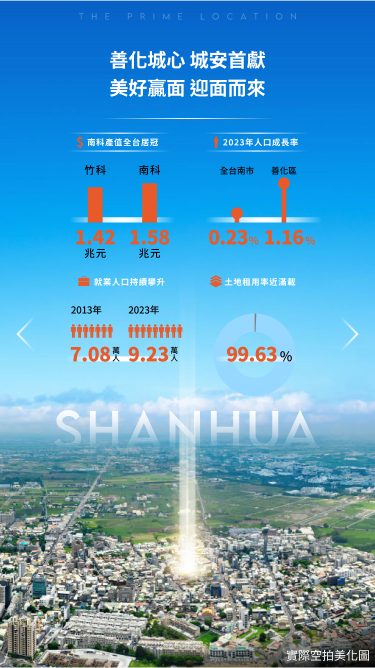 THE PRIME LOCATION
善化城心 城安首獻
美好贏面 迎面而來
南科產值全台居冠
2023年人口成長率
竹科
南科
全台南市
善化區
1.42
1.58
0.23%
1.16%
兆元
兆元
就業人口持續攀升
土地租用率近滿載
2013年
2023年
7.08萬人
9.23萬人
99.63%
SHANHUA
實際空拍美化圖